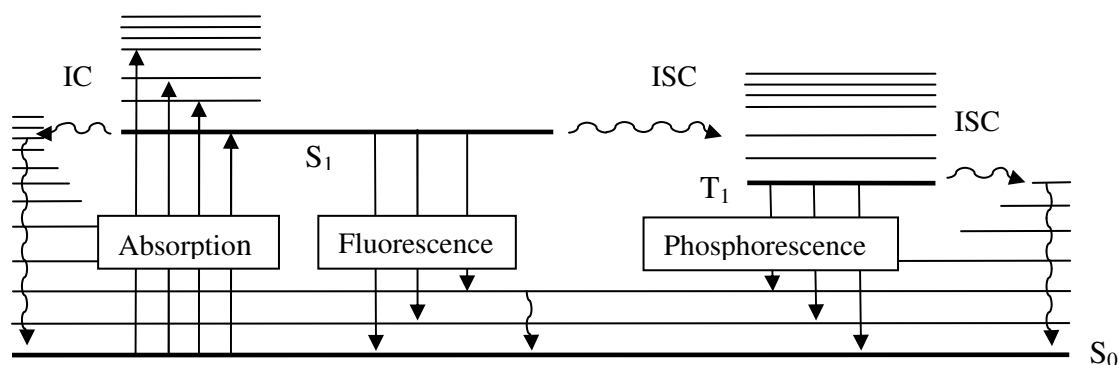 IC
ISC
ISC
S₁
T₁
Absorption
Fluorescence
Phosphorescence
S₀